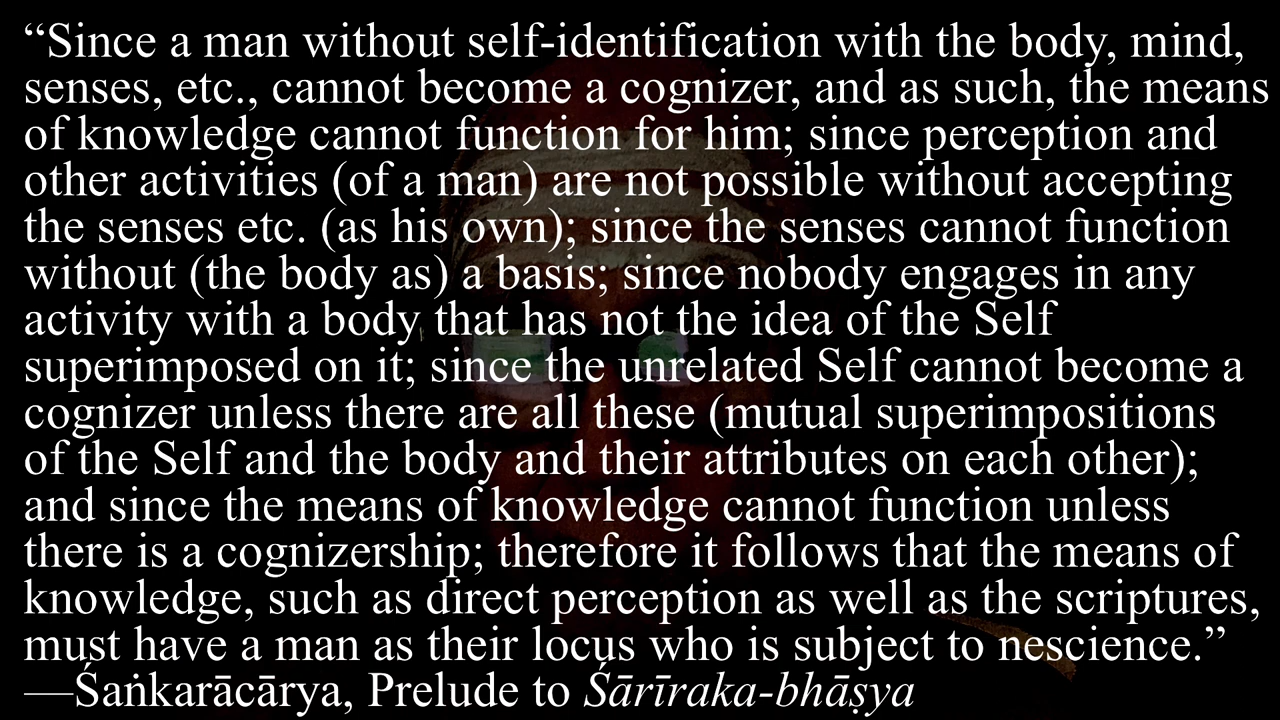 “Since a man without self-identification with the body, mind,
senses, etc., cannot become a cognizer, and as such, the means
of knowledge cannot function for him; since perception and
other activities (of a man) are not possible without accepting
the senses etc. (as his own); since the senses cannot function
without (the body as) a basis; since nobody engages in any
activity with a body that has not the idea of the Self
superimposed on it; since the unrelated Self cannot become a
cognizer unless there are all these (mutual superimpositions
of the Self and the body and their attributes on each other);
and since the means of knowledge cannot function unless
there is a cognizership; therefore it follows that the means of
knowledge, such as direct perception as well as the scriptures,
must have a man as their locus who is subject to nescience.”
—Śaṅkarācārya, Prelude to Śārīraka-bhāṣya